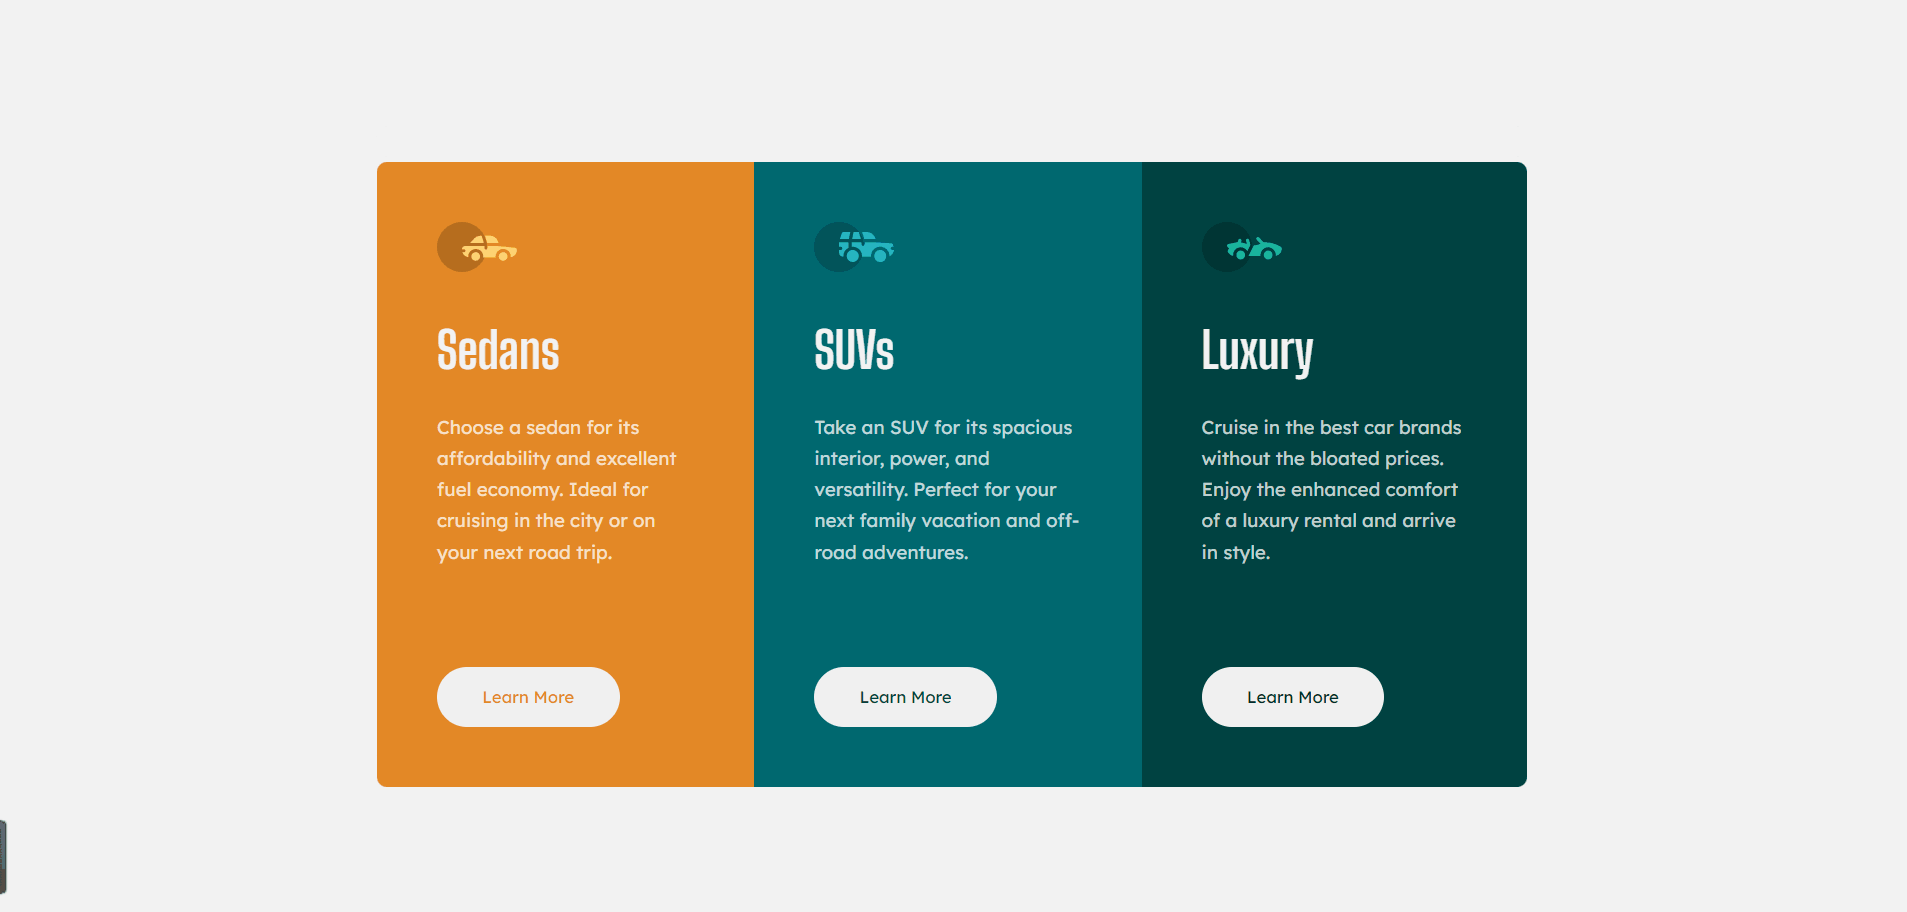 Sedans
Choose a sedan for its
affordability and excellent
fuel economy. Ideal for
cruising in the city or on
your next road trip.
Learn More
SUVs
Take an SUV for its spacious
interior, power, and
versatility. Perfect for your
next family vacation and off-
road adventures.
Learn More
Luxury
Cruise in the best car brands
without the bloated prices.
Enjoy the enhanced comfort
of a luxury rental and arrive
in style.
Learn More